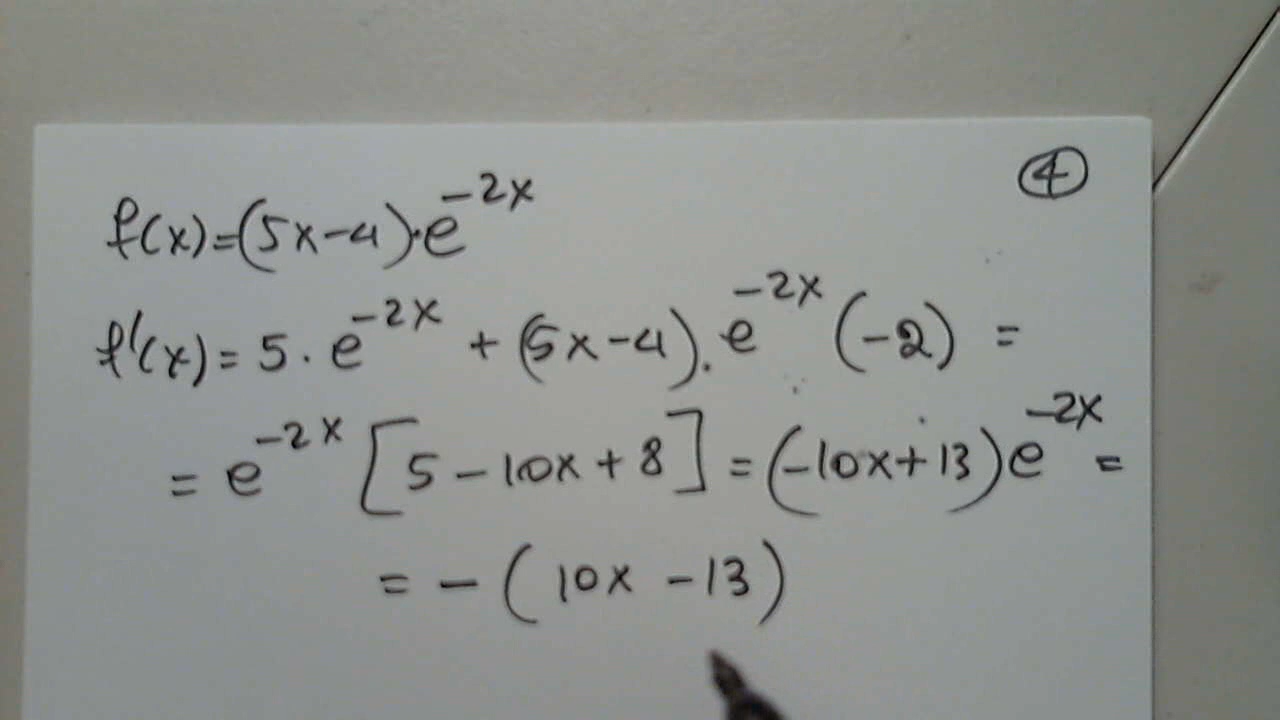 ④
f(x)=(5x-4)·e^{-2x}
f'(x)=5·e^{-2x}+(5x-4).e^{-2x}(-2)=
=e^{-2x}[5-10x+8]=(-10x+13)e^{-2x}=
=-(10x-13)